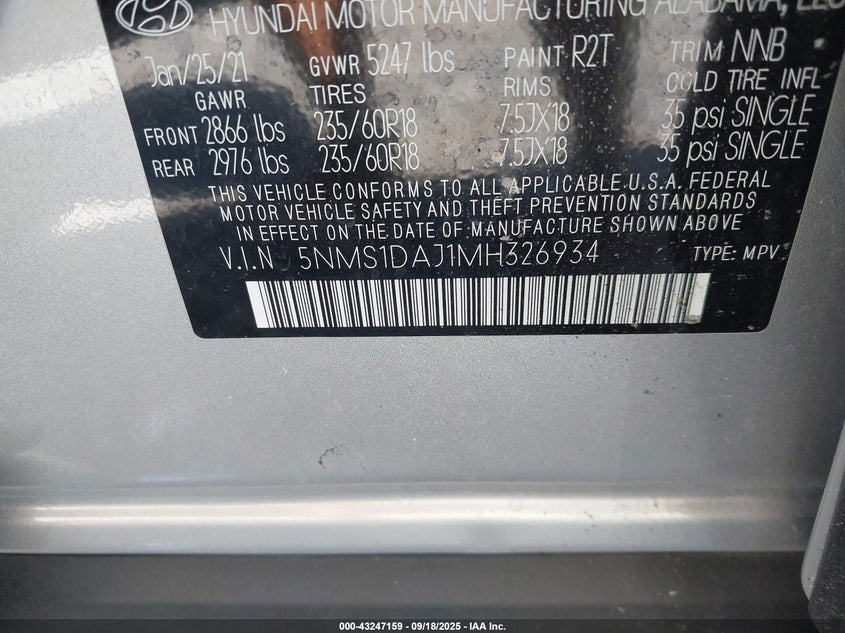 HYUNDAI MOTOR MANUFACTURING ALABAMA, LLC
Jan/25/21 GVWR 5247 lbs PAINT R2T TRIM NNB
GAWR TIRES RIMS COLD TIRE INFL
FRONT 2866 lbs 235/60R18 7.5JX18 35 psi SINGLE
REAR 2976 lbs 235/60R18 7.5JX18 35 psi SINGLE
THIS VEHICLE CONFORMS TO ALL APPLICABLE U.S.A. FEDERAL
MOTOR VEHICLE SAFETY AND THEFT PREVENTION STANDARDS
IN EFFECT ON THE DATE OF MANUFACTURE SHOWN ABOVE
V.I.N 5NMS1DAJ1MH326934 TYPE: MPV
000-43247159 - 09/18/2025 - IAA Inc.